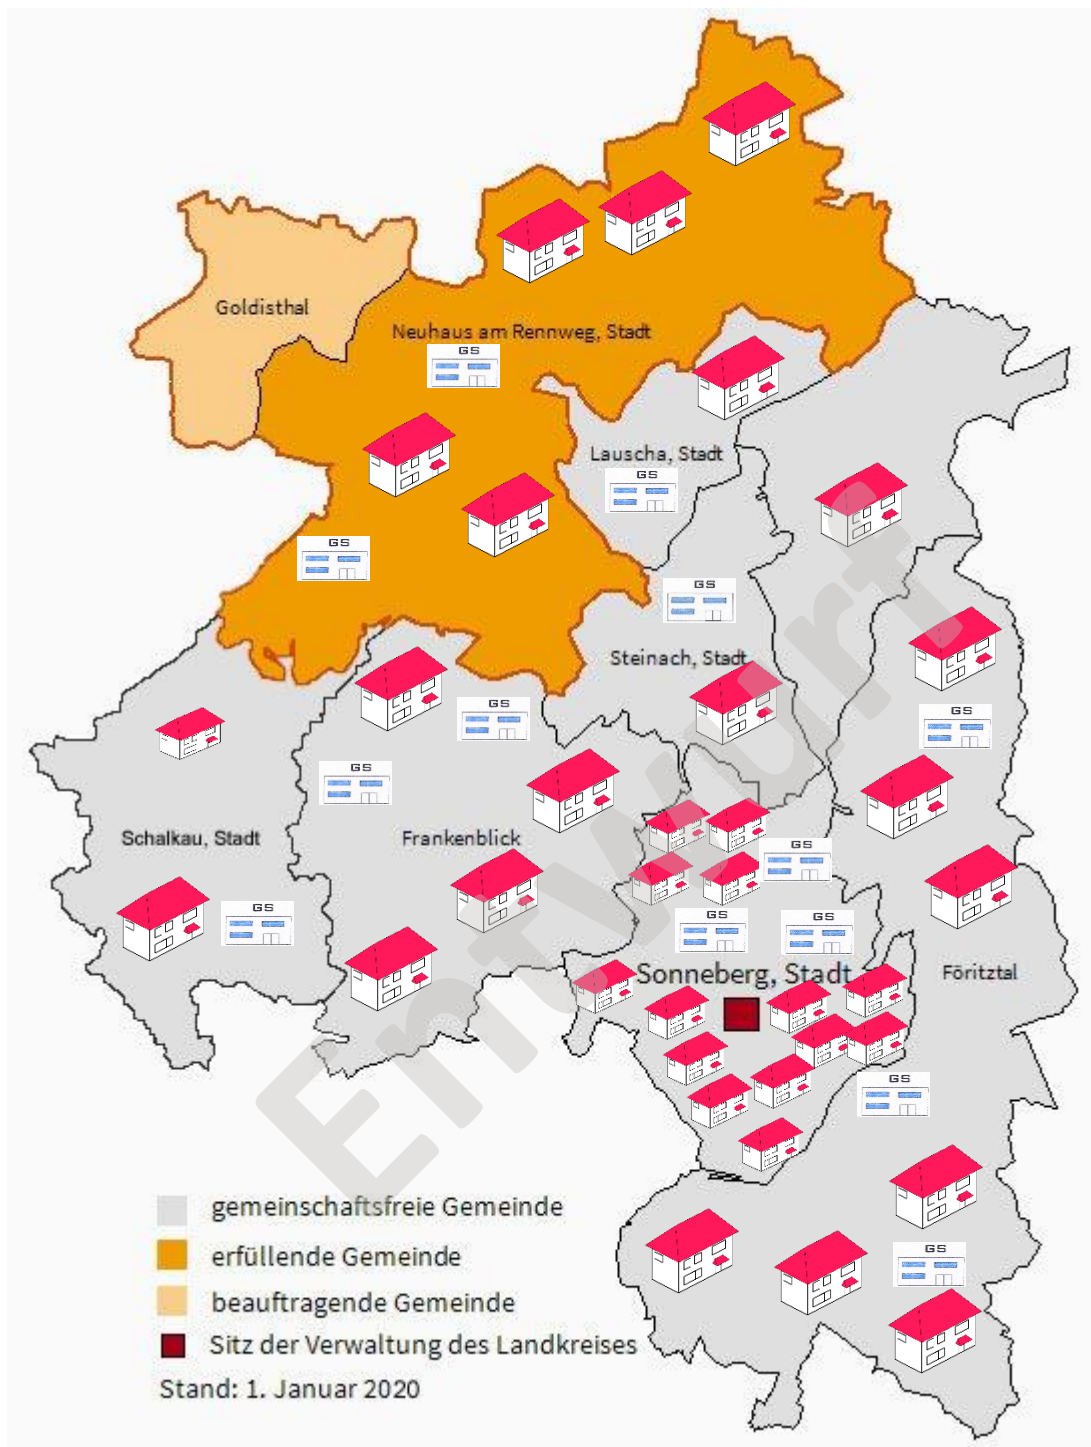 Goldisthal
Neuhaus am Rennweg, Stadt
GS
Lauscha, Stadt
GS
GS
GS
Steinach, Stadt
GS
GS
GS
Schalkau, Stadt
Frankenblick
GS
GS
GS
GS
Sonneberg, Stadt
Föritztal
GS
GS
Entwurf
gemeinschaftsfreie Gemeinde
erfüllende Gemeinde
beauftragende Gemeinde
Sitz der Verwaltung des Landkreises
Stand: 1. Januar 2020